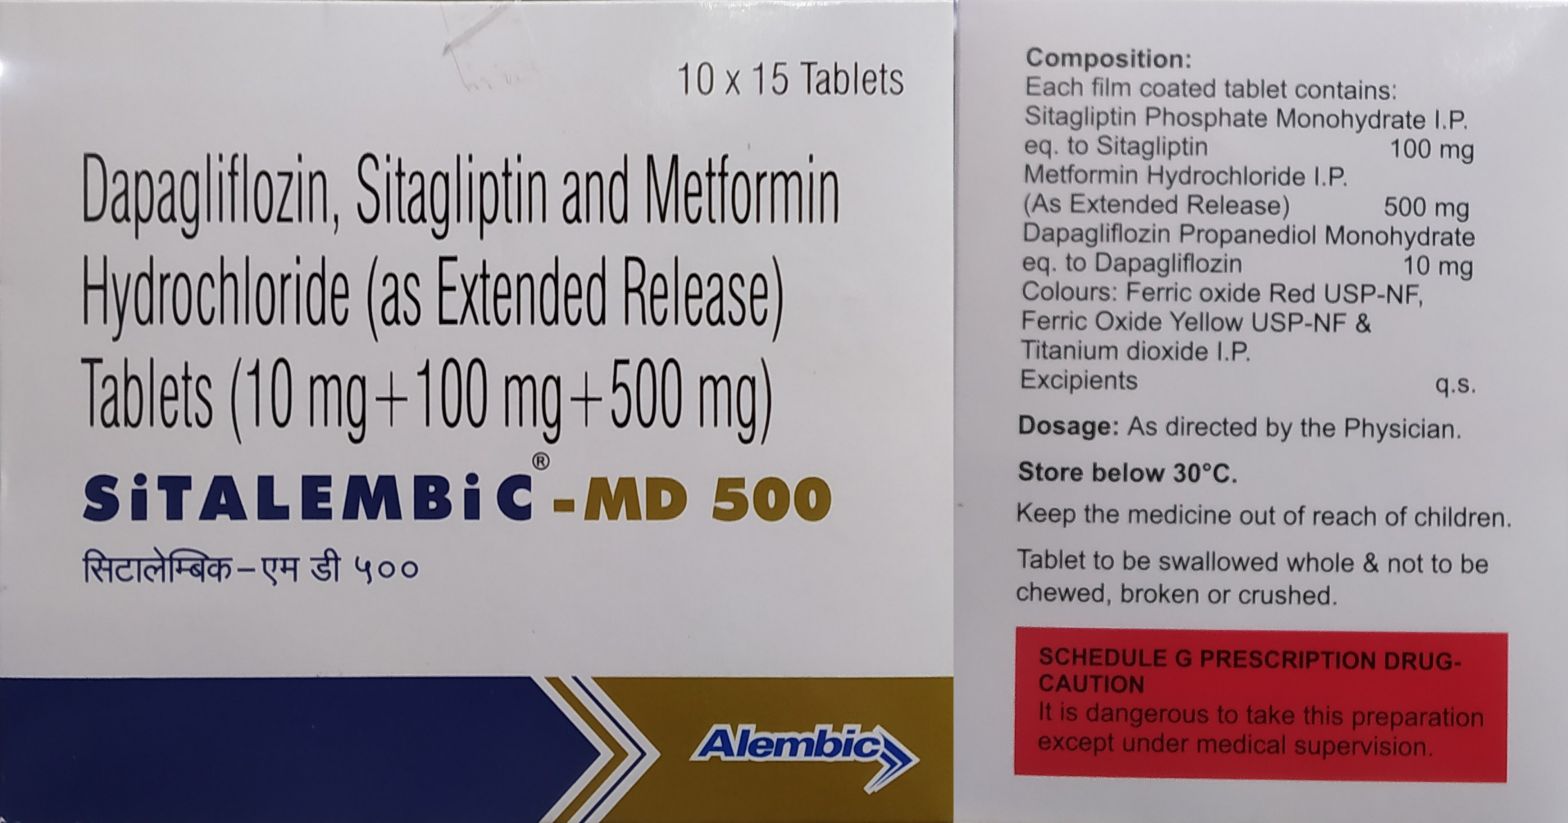 10 x 15 Tablets
Dapagliflozin, Sitagliptin and Metformin
Hydrochloride (as Extended Release)
Tablets (10 mg+100 mg+500 mg)
SiTALEMBiC®-MD 500
सिटालेम्बिक-एम डी ५००
Alembic
Composition:
Each film coated tablet contains:
Sitagliptin Phosphate Monohydrate I.P.
eq. to Sitagliptin 100 mg
Metformin Hydrochloride I.P.
(As Extended Release) 500 mg
Dapagliflozin Propanediol Monohydrate
eq. to Dapagliflozin 10 mg
Colours: Ferric oxide Red USP-NF,
Ferric Oxide Yellow USP-NF &
Titanium dioxide I.P.
Excipients q.s.
Dosage: As directed by the Physician.
Store below 30°C.
Keep the medicine out of reach of children.
Tablet to be swallowed whole & not to be
chewed, broken or crushed.
SCHEDULE G PRESCRIPTION DRUG-
CAUTION
It is dangerous to take this preparation
except under medical supervision.